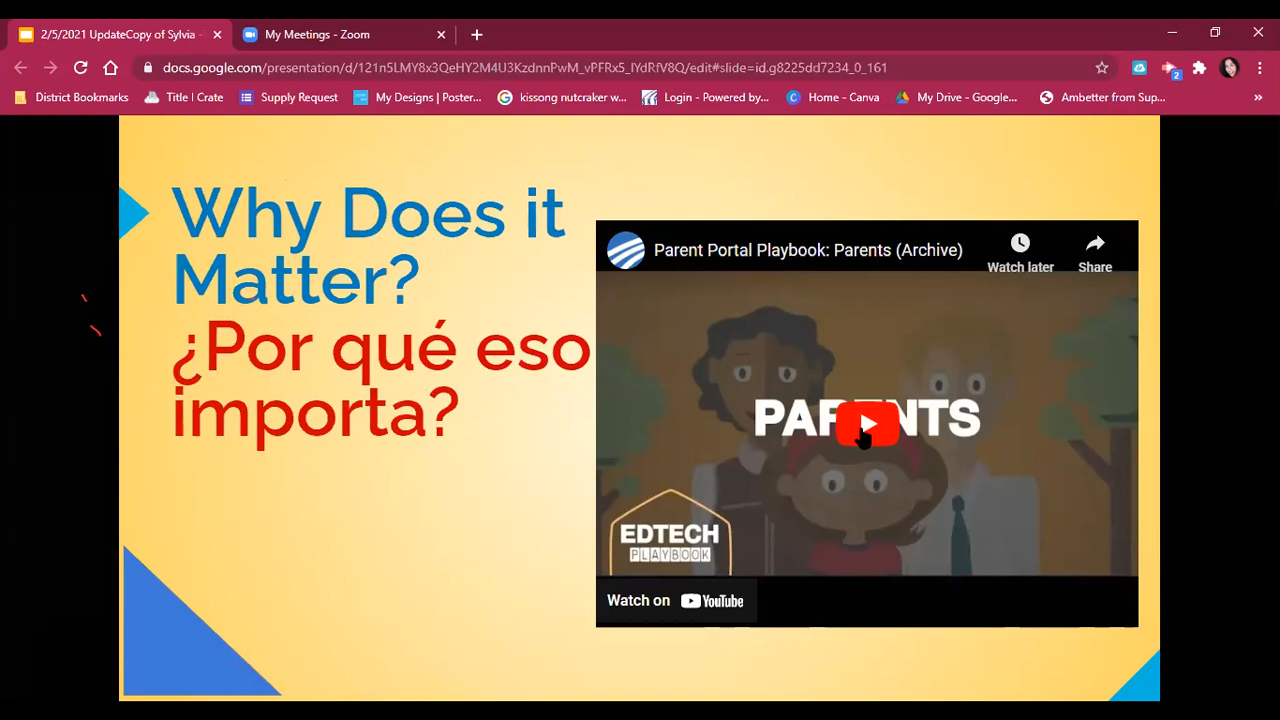 2/5/2021 UpdateCopy of Sylvia -
My Meetings - Zoom
docs.google.com/presentation/d/121n5LMY8x3QeHY2M4U3KzdnnPwM_vPFRx5_IYdRfV8Q/edit#slide=id.g8225dd7234_0_161
2
District Bookmarks Title I Crate Supply Request My Designs | Poster... kissong nutcraker w... Login - Powered by... Home - Canva My Drive - Google... Ambetter from Sup... »
Why Does it
Matter?
¿Por qué eso
importa?
Parent Portal Playbook: Parents (Archive)
Watch later Share
PARENTS
EDTECH
PLAYBOOK
Watch on YouTube